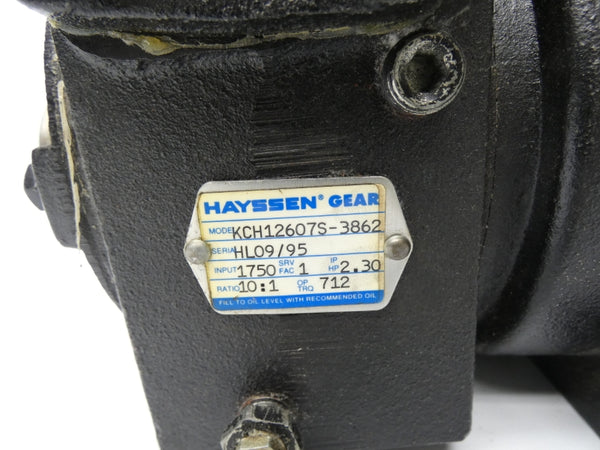 HAYSSEN® GEAR
MODEL KCH12607S-3862
SERIAL HL09/95
INPUT 1750 SRV FAC 1 IP HP 2.30
RATIO 10:1 OP TRQ 712
FILL TO OIL LEVEL WITH RECOMMENDED OIL